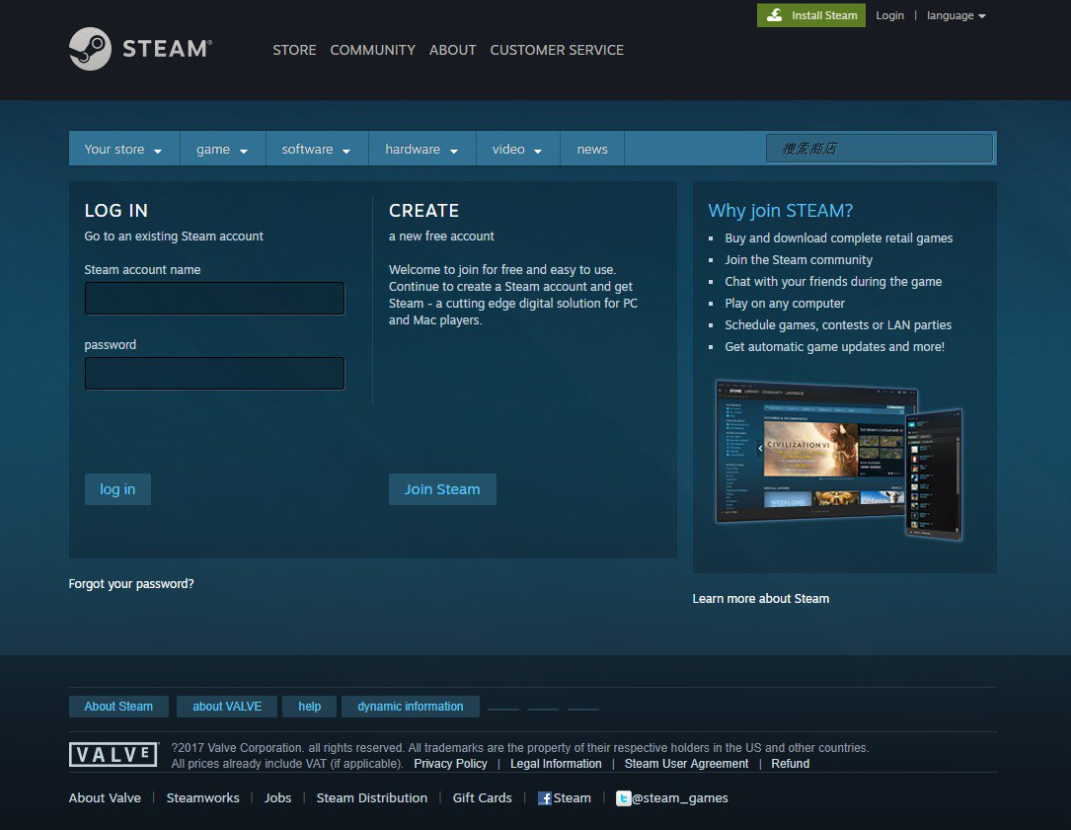 Install Steam
Login | language
STEAM®
STORE COMMUNITY ABOUT CUSTOMER SERVICE
Your store game software hardware video news
搜索商店
LOG IN
Go to an existing Steam account
Steam account name
password
log in
CREATE
a new free account
Welcome to join for free and easy to use.
Continue to create a Steam account and get
Steam - a cutting edge digital solution for PC
and Mac players.
Join Steam
Why join STEAM?
Buy and download complete retail games
Join the Steam community
Chat with your friends during the game
Play on any computer
Schedule games, contests or LAN parties
Get automatic game updates and more!
STORE LIBRARY COMMUNITY
CIVILIZATION VI
Forgot your password?
Learn more about Steam
About Steam about VALVE help dynamic information
VALVE
?2017 Valve Corporation. all rights reserved. All trademarks are the property of their respective holders in the US and other countries.
All prices already include VAT (if applicable). Privacy Policy | Legal Information | Steam User Agreement | Refund
About Valve | Steamworks | Jobs | Steam Distribution | Gift Cards | Steam | @steam_games